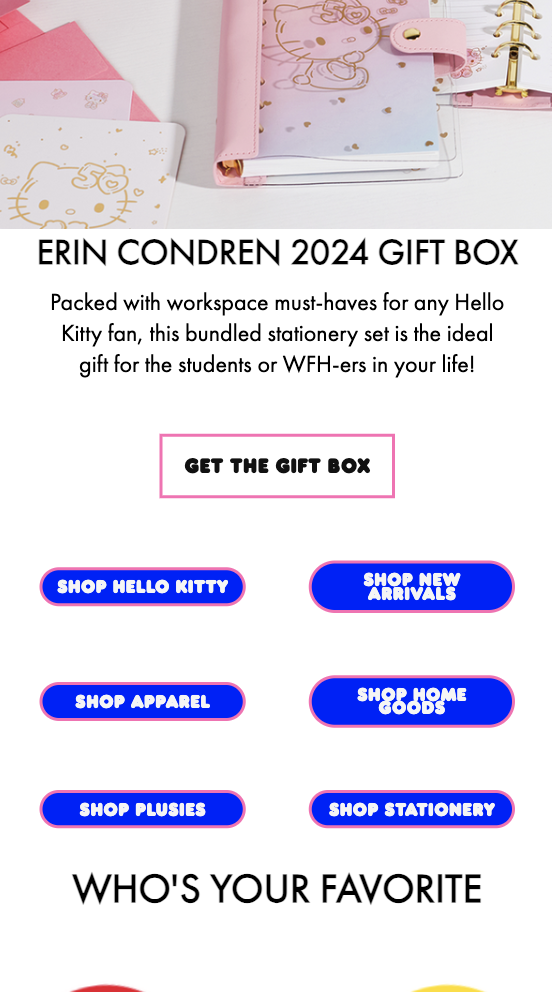 50
ERIN CONDREN 2024 GIFT BOX
Packed with workspace must-haves for any Hello
Kitty fan, this bundled stationery set is the ideal
gift for the students or WFH-ers in your life!
GET THE GIFT BOX
SHOP HELLO KITTY
SHOP NEW
ARRIVALS
SHOP APPAREL
SHOP HOME
GOODS
SHOP PLUSIES
SHOP STATIONERY
WHO'S YOUR FAVORITE